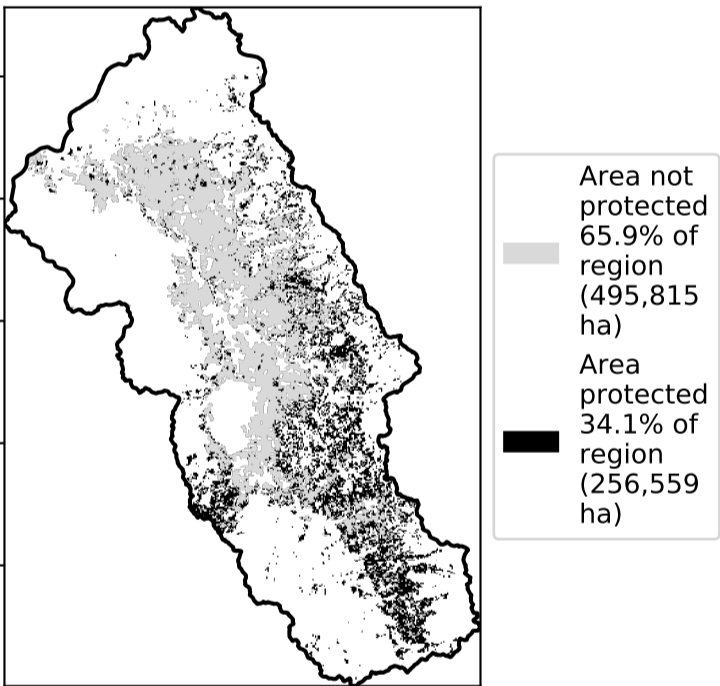 Area not
protected
65.9% of
region
(495,815
ha)
Area
protected
34.1% of
region
(256,559
ha)